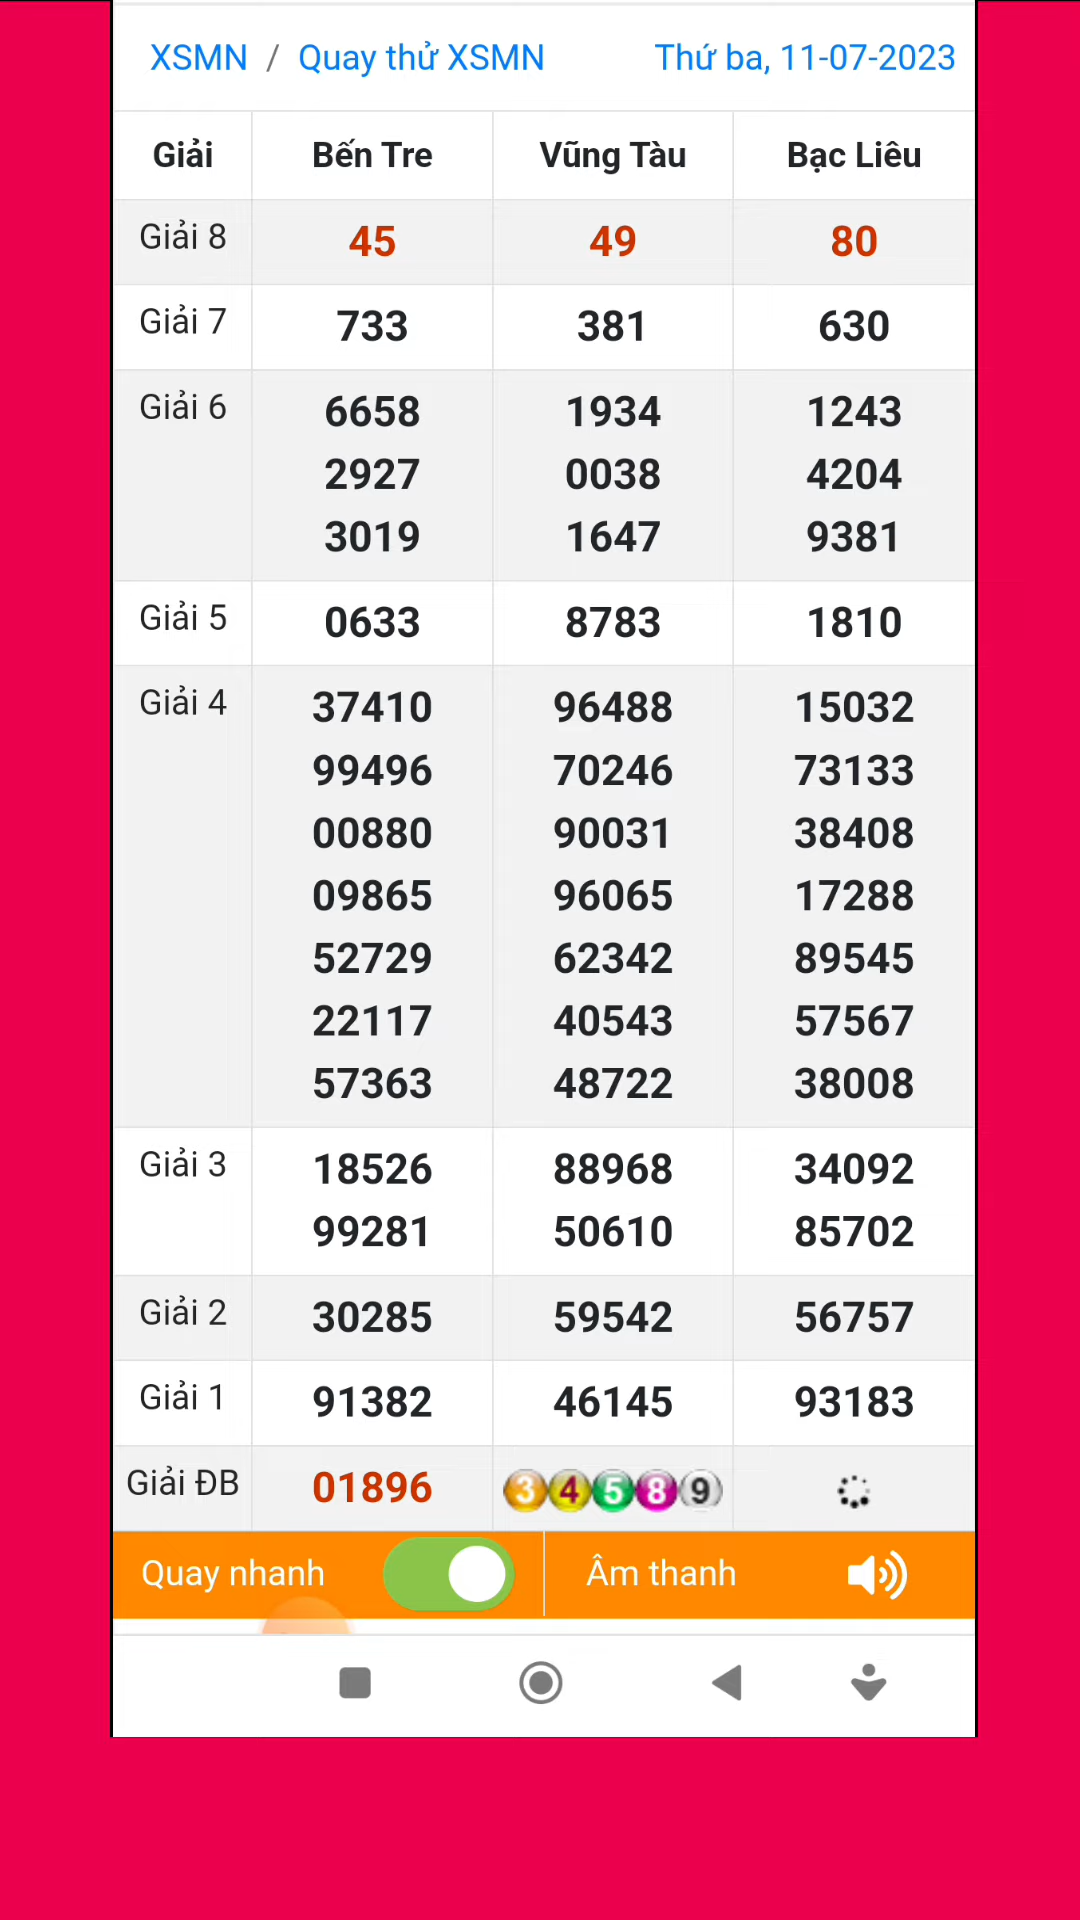 XSMN / Quay thử XSMN Thứ ba, 11-07-2023
Giải Bến Tre Vũng Tàu Bạc Liêu
Giải 8 45 49 80
Giải 7 733 381 630
Giải 6 6658 1934 1243
2927 0038 4204
3019 1647 9381
Giải 5 0633 8783 1810
Giải 4 37410 96488 15032
99496 70246 73133
00880 90031 38408
09865 96065 17288
52729 62342 89545
22117 40543 57567
57363 48722 38008
Giải 3 18526 88968 34092
99281 50610 85702
Giải 2 30285 59542 56757
Giải 1 91382 46145 93183
Giải ĐB 01896 3 4 5 8 9
Quay nhanh Âm thanh